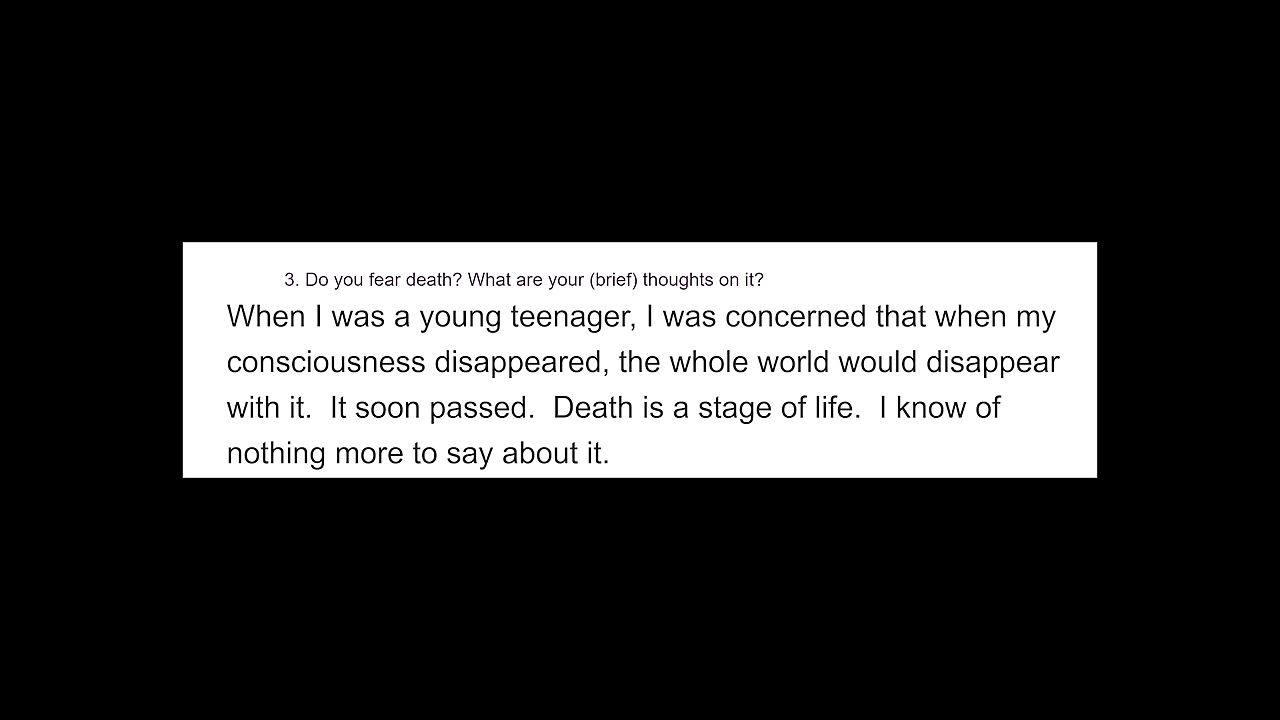 3. Do you fear death? What are your (brief) thoughts on it?
When I was a young teenager, I was concerned that when my
consciousness disappeared, the whole world would disappear
with it.  It soon passed.  Death is a stage of life.  I know of
nothing more to say about it.